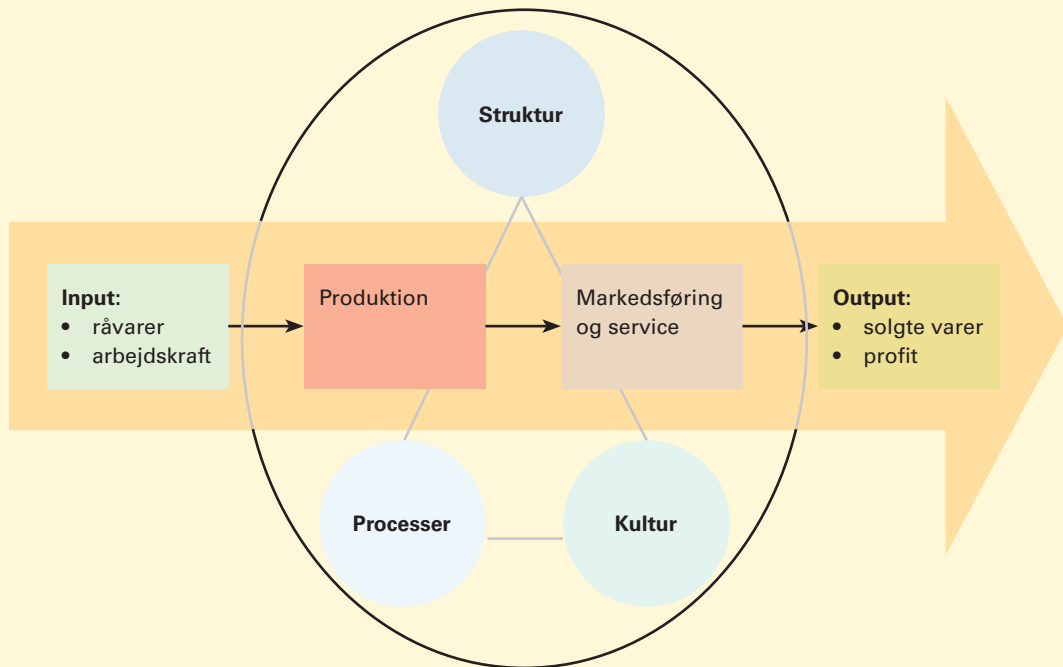 Struktur
Input:
• råvarer
• arbejdskraft
Produktion
Markedsføring
og service
Output:
• solgte varer
• profit
Processer
Kultur